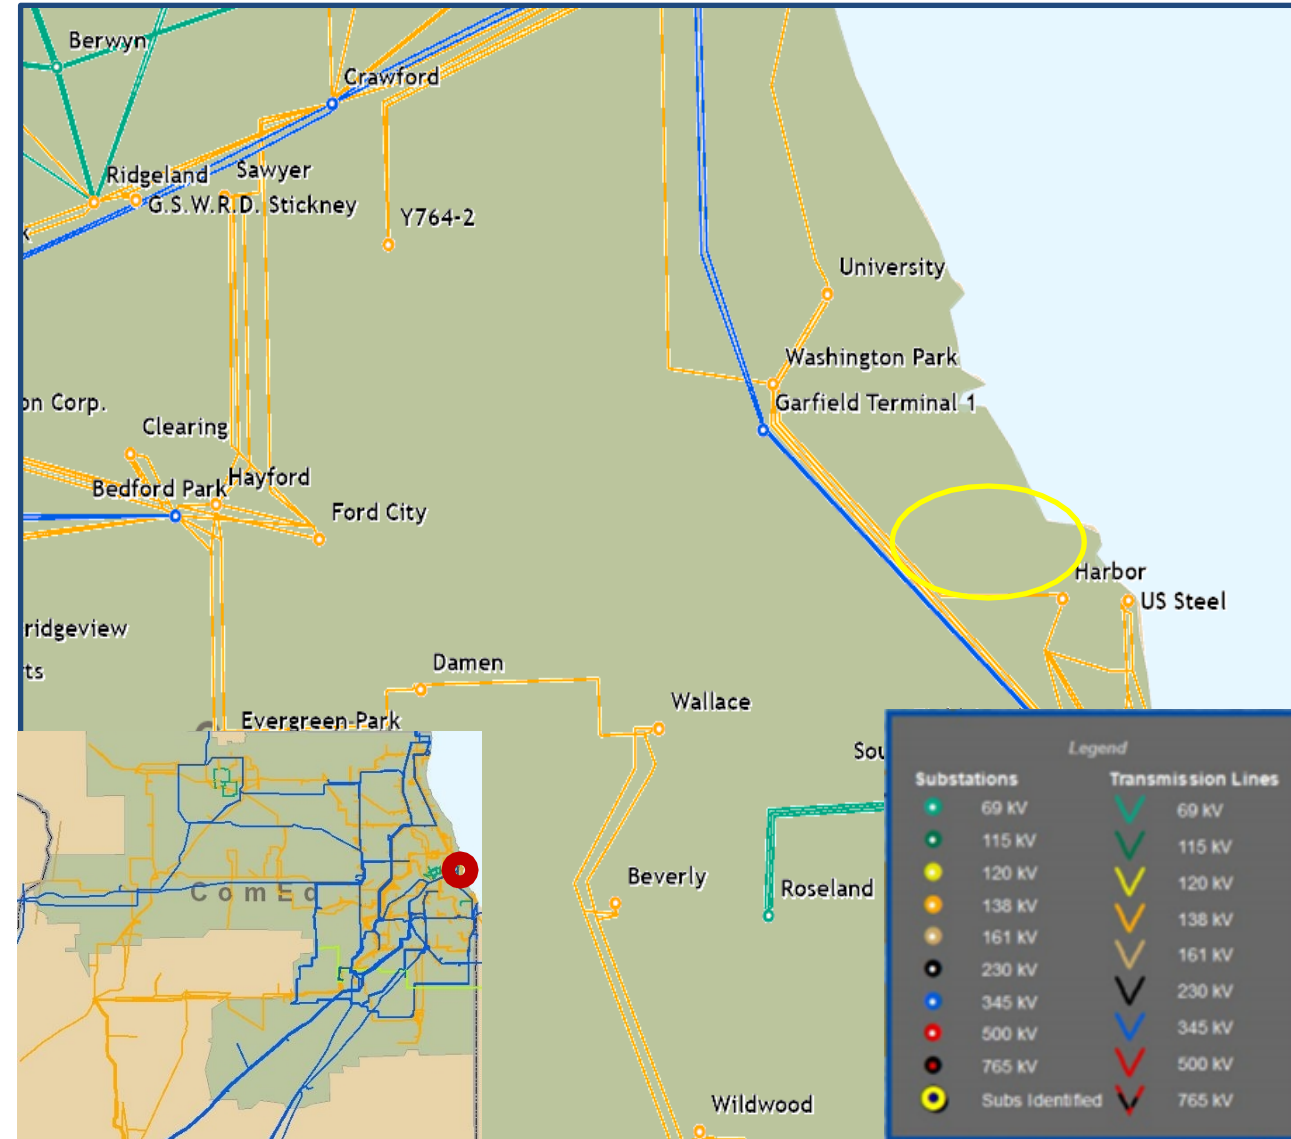 Berwyn
Crawford
Ridgeland
Sawyer
G.S.W.R.D. Stickney
Y764-2
University
Washington Park
Garfield Terminal 1
on Corp.
Clearing
Bedford Park
Hayford
Ford City
Harbor
US Steel
ridgeview
ts
Damen
Wallace
Evergreen-Park
Sou
Beverly
Roseland
Wildwood
ComEd
Legend
Substations Transmission Lines
69 kV 69 kV
115 kV 115 kV
120 kV 120 kV
138 kV 138 kV
161 kV 161 kV
230 kV 230 kV
345 kV 345 kV
500 kV 500 kV
765 kV 765 kV
Subs Identified